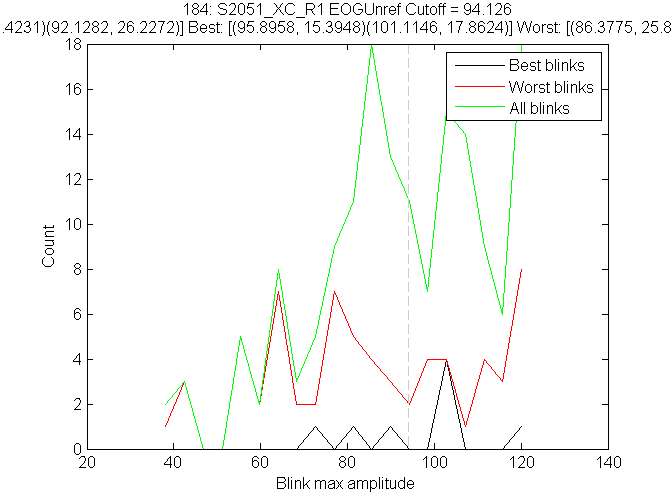 184: S2051_XC_R1 EOGUnref Cutoff = 94.126
.4231)(92.1282, 26.2272)] Best: [(95.8958, 15.3948)(101.1146, 17.8624)] Worst: [(86.3775, 25.8
18
16
14
12
10
8
6
4
2
0
Count
Best blinks
Worst blinks
All blinks
20
40
60
80
100
120
140
Blink max amplitude